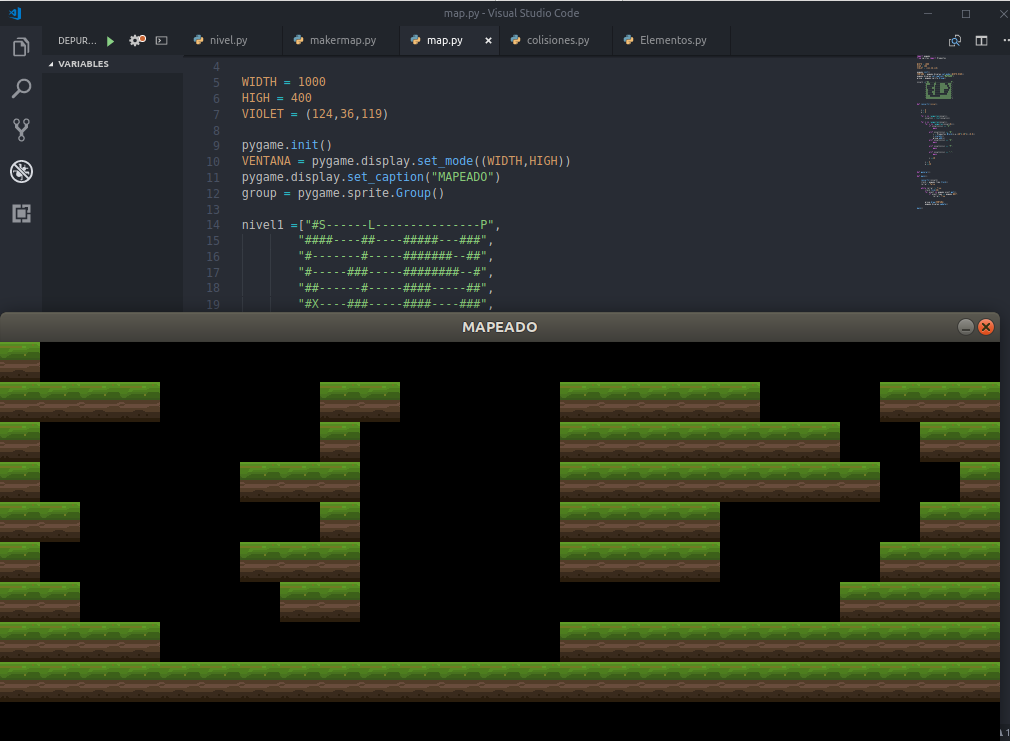 map.py - Visual Studio Code
DEPUR... nivel.py makermap.py map.py × colisiones.py Elementos.py
VARIABLES
4
5 WIDTH = 1000
6 HIGH = 400
7 VIOLET = (124,36,119)
8
9 pygame.init()
10 VENTANA = pygame.display.set_mode((WIDTH,HIGH))
11 pygame.display.set_caption("MAPEADO")
12 group = pygame.sprite.Group()
13
14 nivel1 =["#S------L---------------P",
15 "####----##----#####---###",
16 "#-------#-----#######--##",
17 "#-----###-----########--#",
18 "##------#-----####-----##",
19 "#X----###-----####----###",
MAPEADO